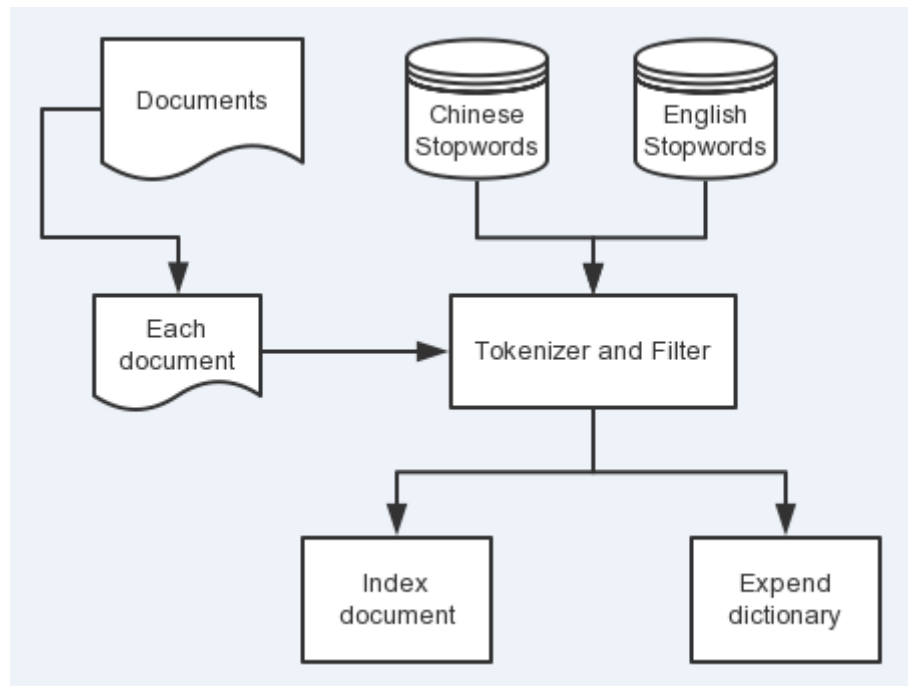 Documents
Chinese
Stopwords
English
Stopwords
Each
document
Tokenizer and Filter
Index
document
Expend
dictionary